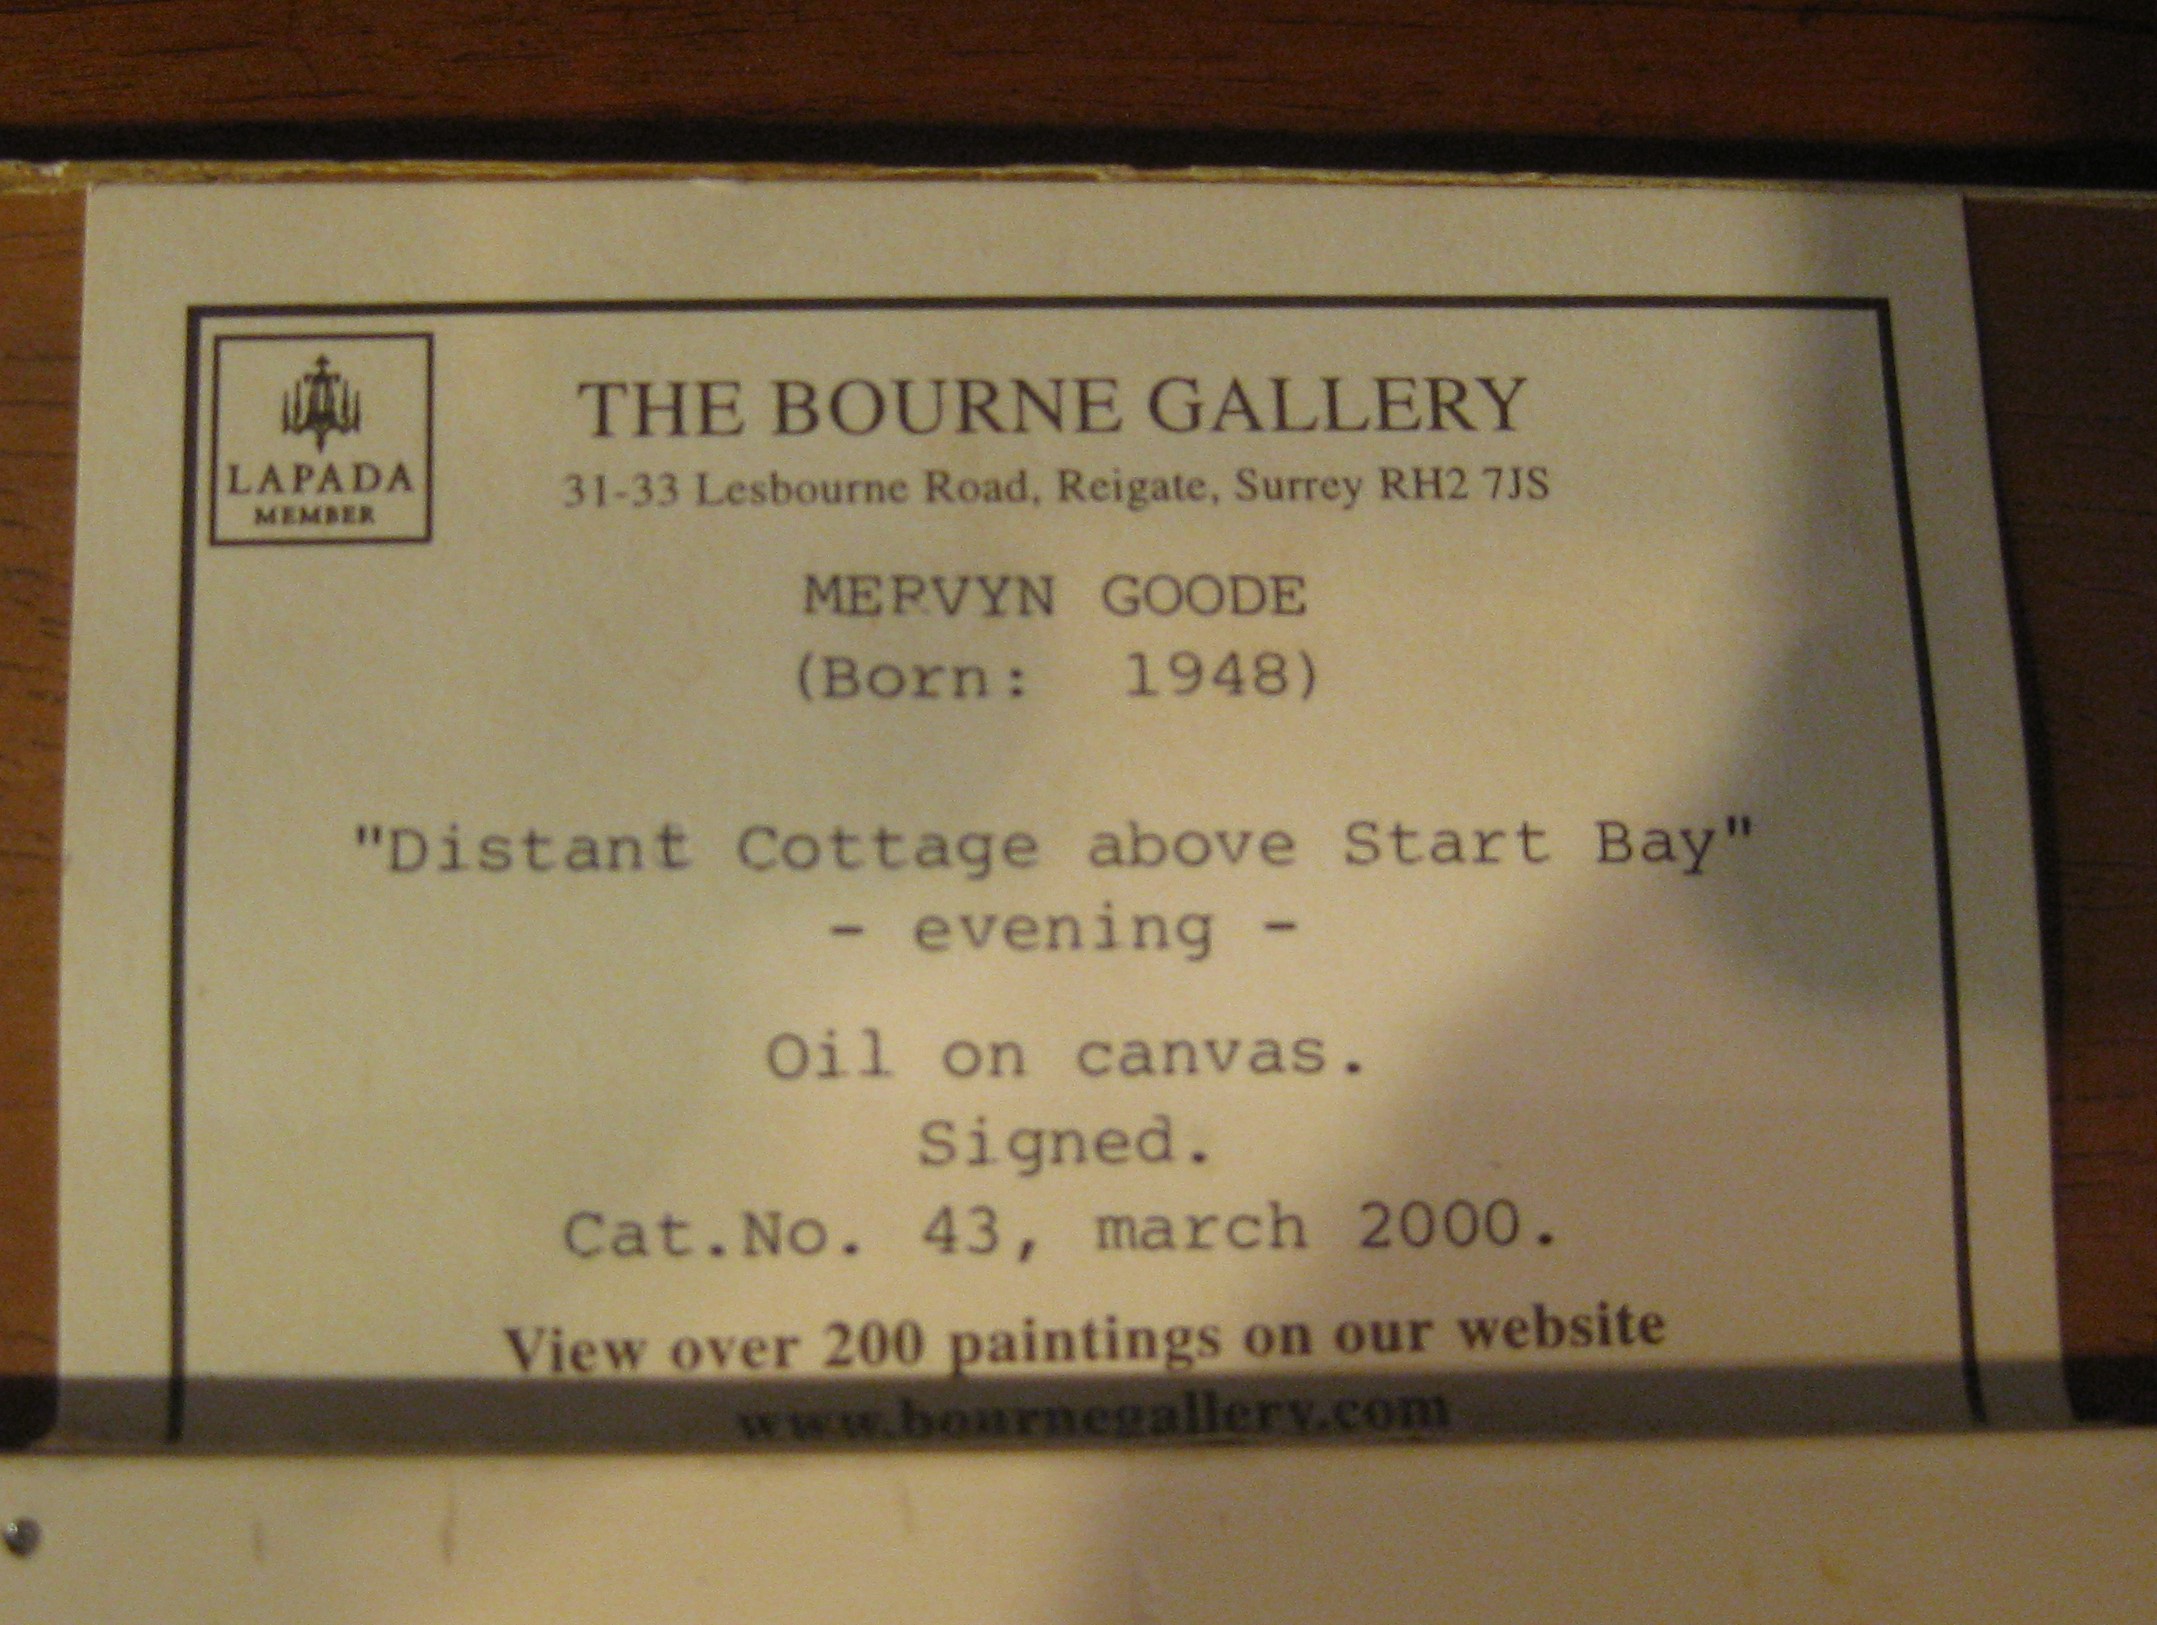 LAPADA
MEMBER
THE BOURNE GALLERY
31-33 Lesbourne Road, Reigate, Surrey RH2 7JS
MERVYN GOODE
(Born: 1948)
"Distant Cottage above Start Bay"
- evening -
Oil on canvas.
Signed.
Cat.No. 43, march 2000.
View over 200 paintings on our website
www.bournegallery.com